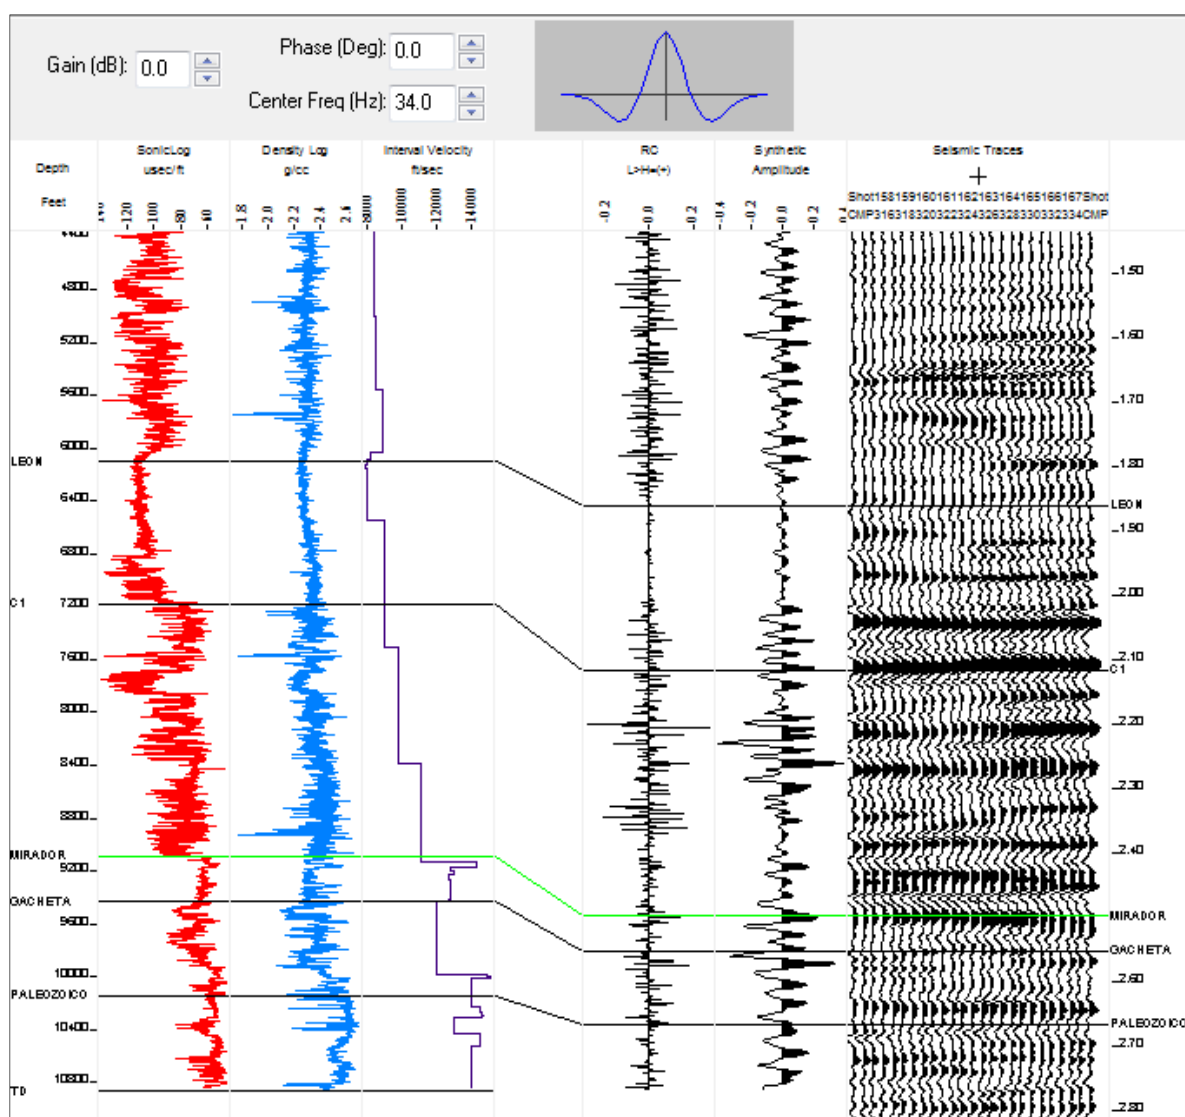 Gain (dB): 0.0
Phase (Deg): 0.0
Center Freq (Hz): 34.0
Depth
Feet
SonicLog
usec/ft
140 -120 -100 -80 -60
Density Log
g/cc
1.8 2.0 2.2 2.4 2.6
Interval Velocity
ft/sec
8000 10000 12000 14000
RC
L>H=(+)
-0.2 -0.0 -0.2
Synthetic
Amplitude
-0.4 -0.2 -0.0 -0.2
Seismic Traces
+
Shot158159160161162163164165166167Shot
CMP316318320322324326328330332334CMP
4400
4800
5200
5600
6000
LEON
6400
6800
7200
C1
7600
8000
8400
8800
MIRADOR
9200
GACHETA
9600
10000
PALEOZOICO
10400
10800
TD
1.50
1.60
1.70
1.80
LEON
1.90
2.00
2.10
C1
2.20
2.30
2.40
MIRADOR
GACHETA
2.60
PALEOZOICO
2.70
2.80